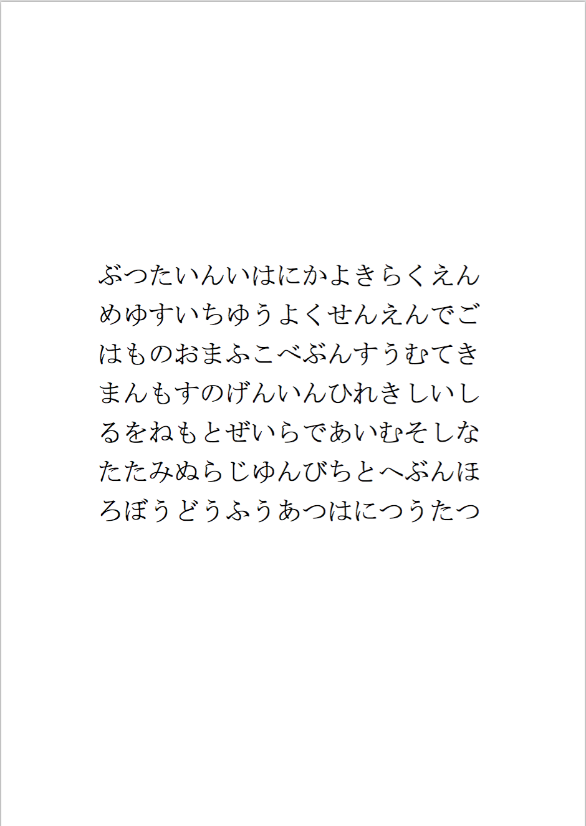 ぶつたいんいはにかよきらくえん
めゆすいちゆうよくせんえんでご
はものおまふこべぶんすうむてき
まんもすのげんいんひれきしいし
るをねもとぜいらであいむそしな
たたみぬらじゆんびちとへぶんほ
ろぼうどうふうあつはにつうたつ